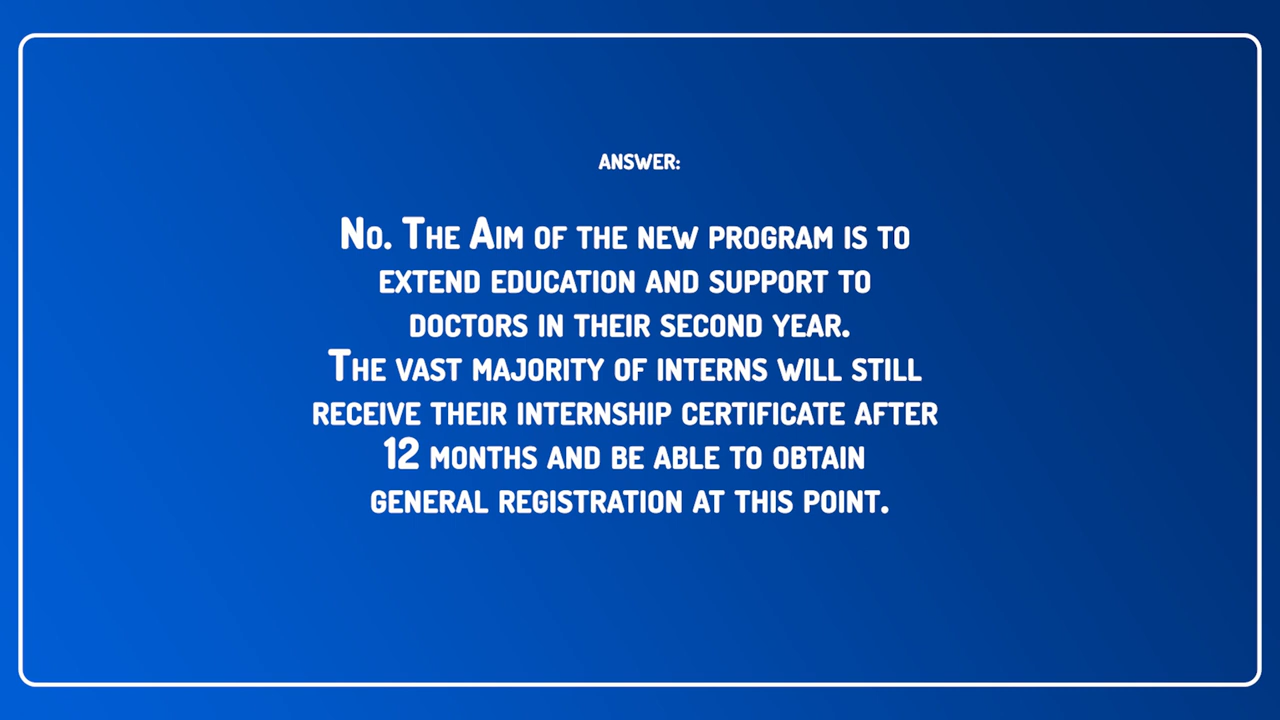 ANSWER:
No. The Aim of the new program is to
extend education and support to
doctors in their second year.
The vast majority of interns will still
receive their internship certificate after
12 months and be able to obtain
general registration at this point.